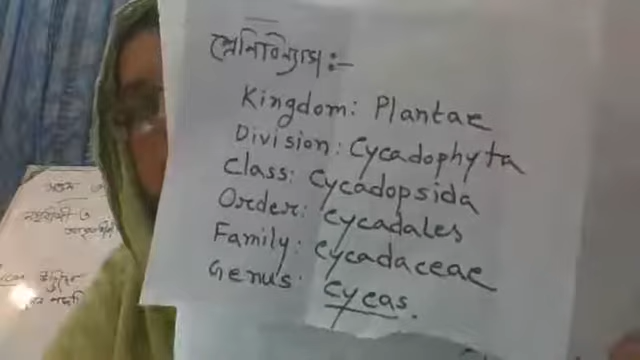 শ্রেনিবিন্যাস :-
Kingdom: Plantae
Division: Cycadophyta
Class: Cycadopsida
Order: Cycadales
Family: Cycadaceae
Genus: Cycas.